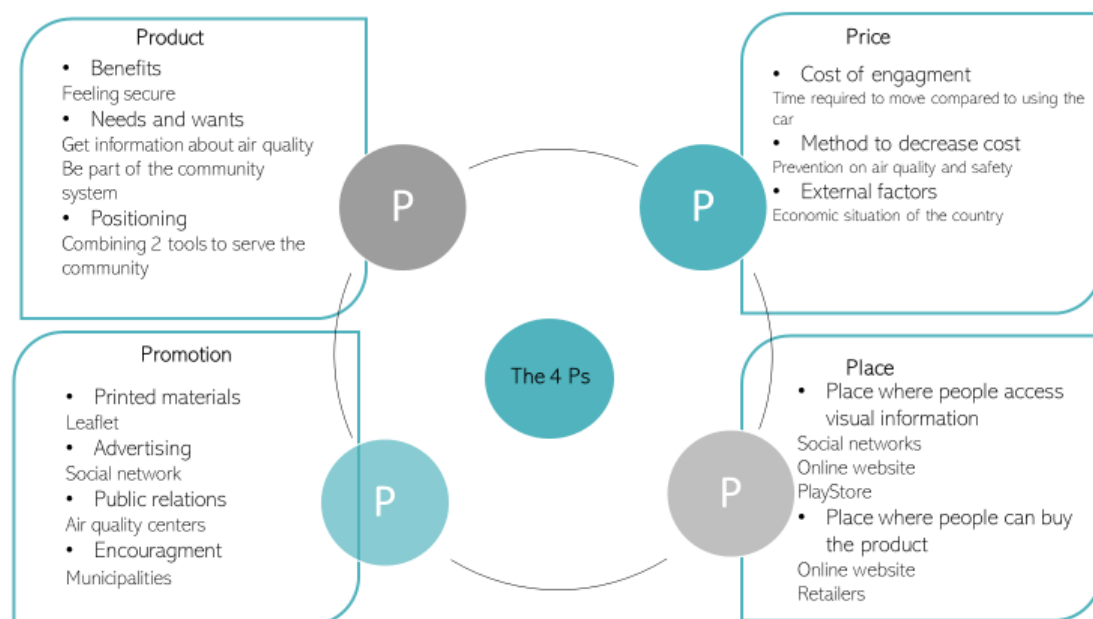 Product
• Benefits
Feeling secure
• Needs and wants
Get information about air quality
Be part of the community
system
• Positioning
Combining 2 tools to serve the
community
P
Price
• Cost of engagment
Time required to move compared to using the
car
• Method to decrease cost
Prevention on air quality and safety
• External factors
Economic situation of the country
P
The 4 Ps
Promotion
• Printed materials
Leaflet
• Advertising
Social network
• Public relations
Air quality centers
• Encouragment
Municipalities
P
Place
• Place where people access
visual information
Social networks
Online website
PlayStore
• Place where people can buy
the product
Online website
Retailers
P